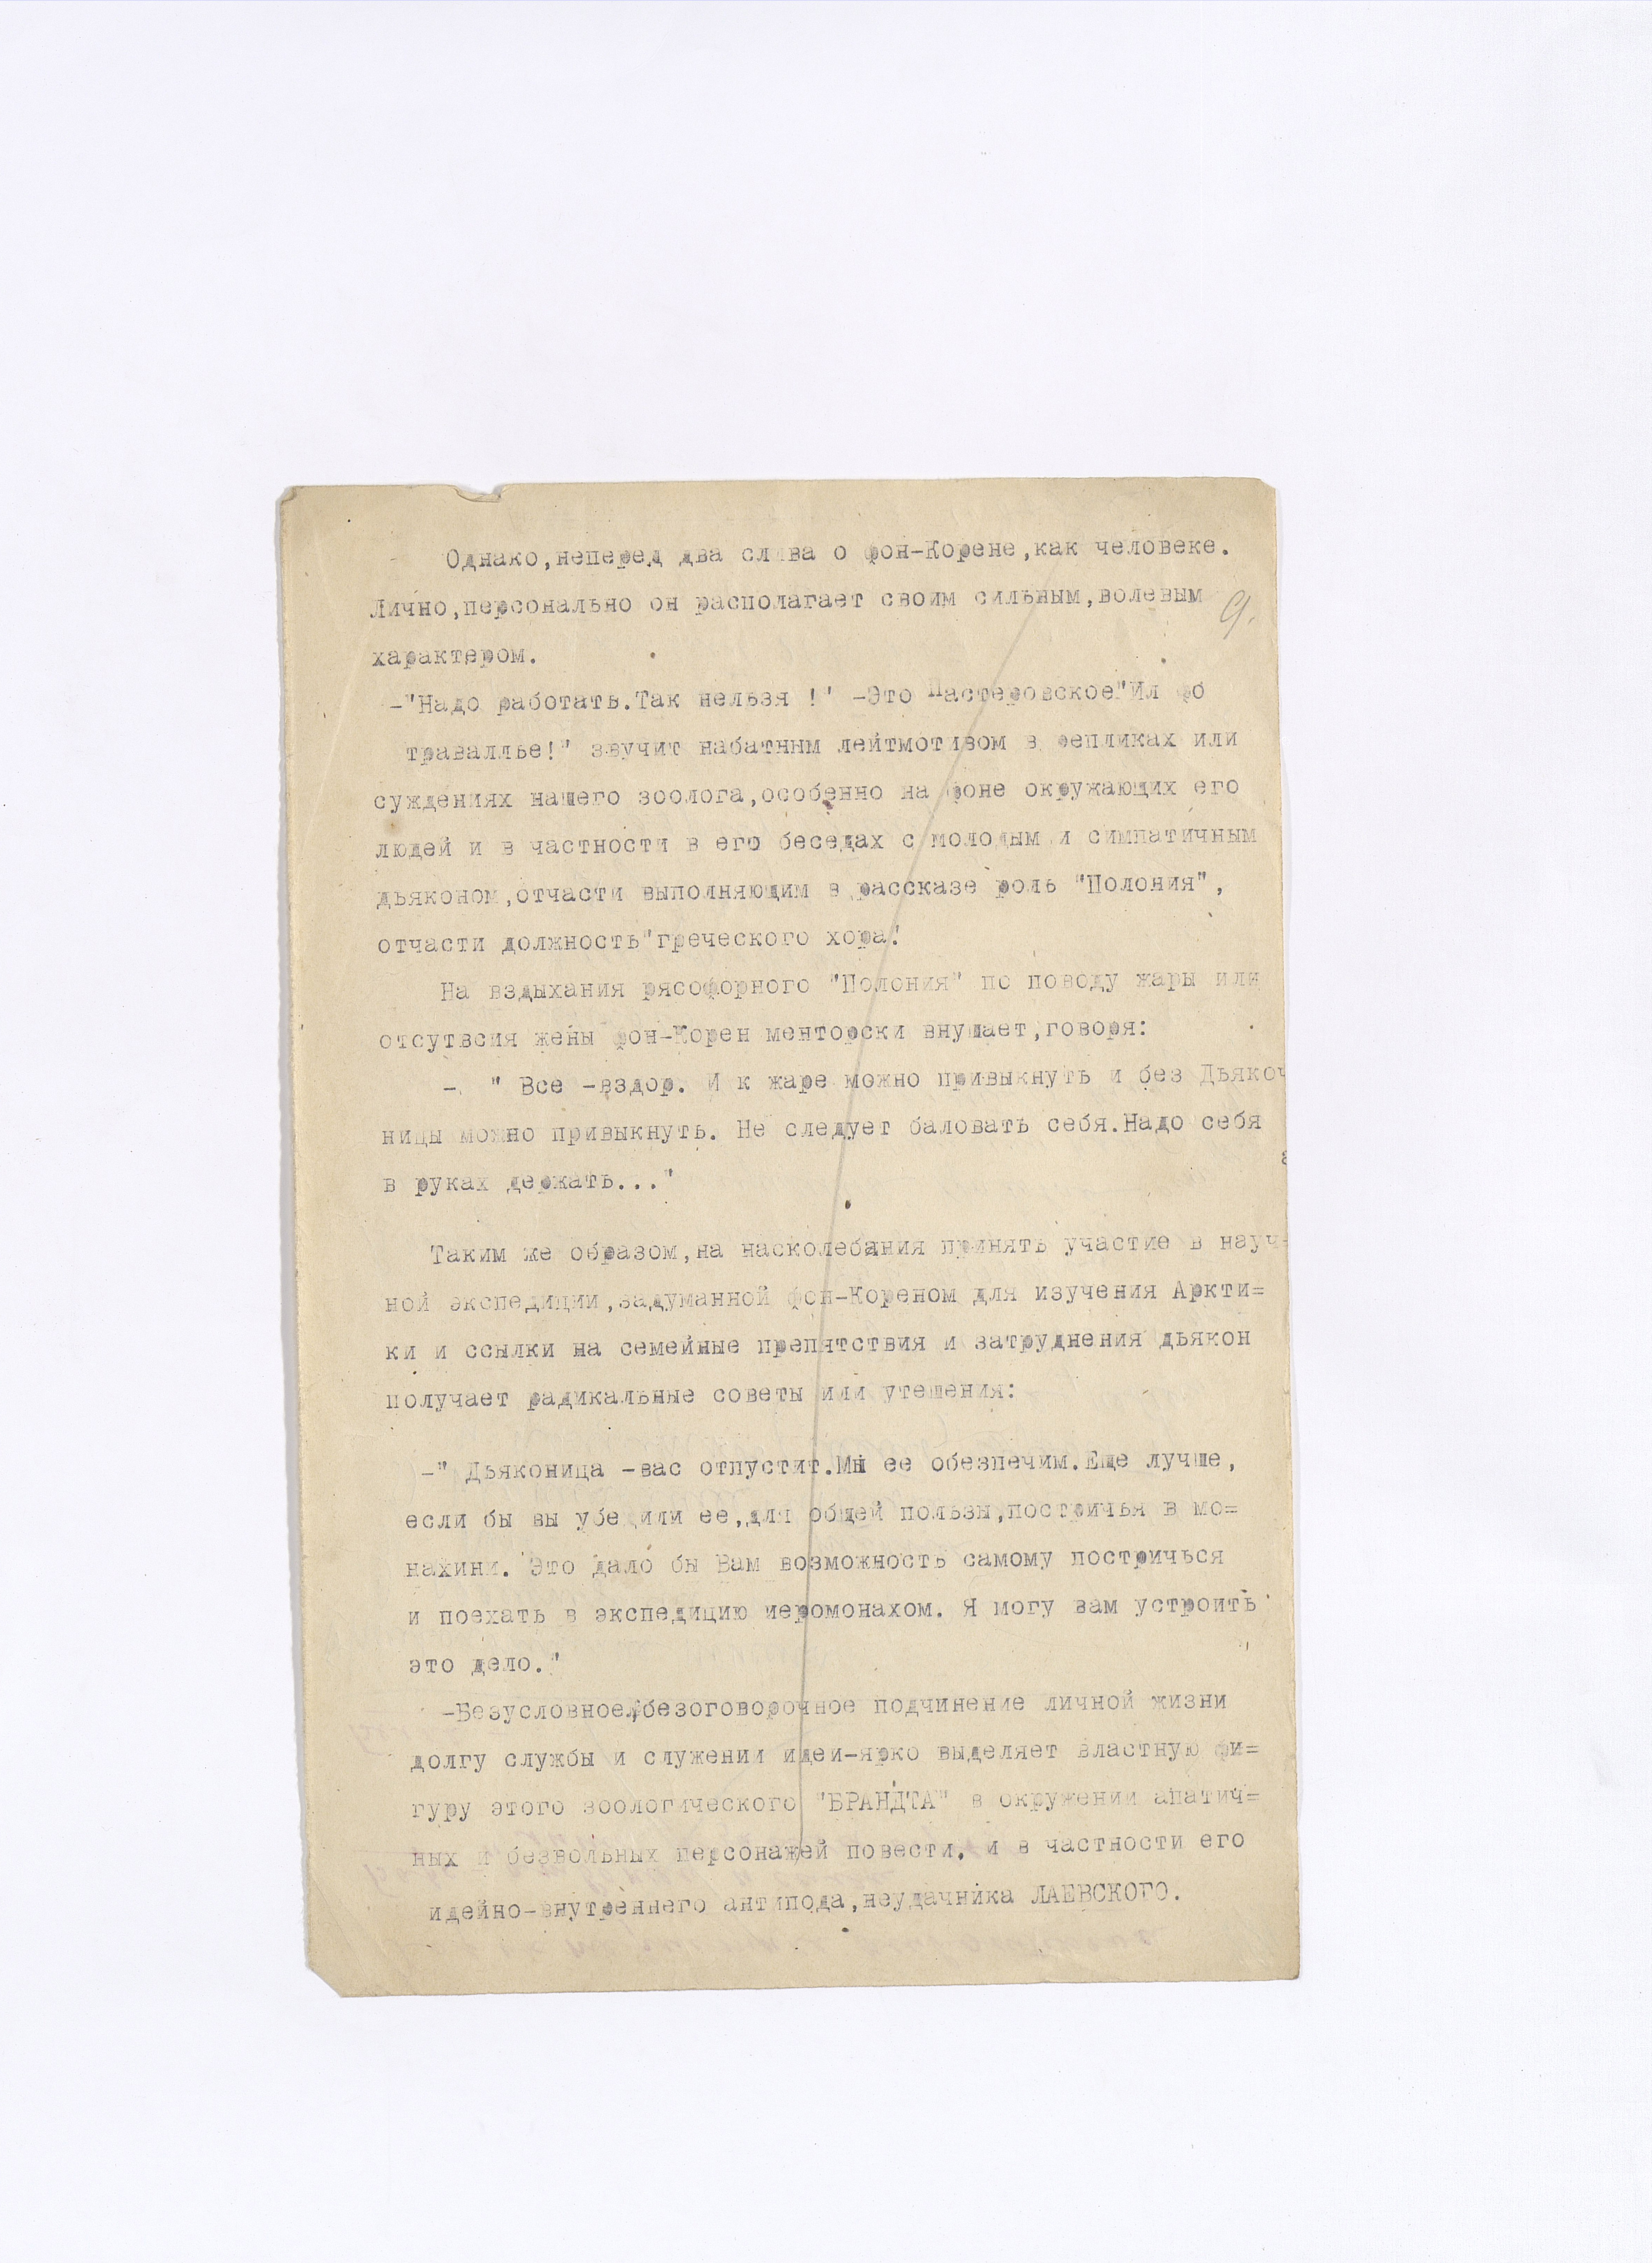 Однако,неперед два слава о фон-Корене,как человеке.
Лично,персонально он располагает своим сильным,волевым
9.
характером.
-"Надо работать.Так нельзя !" -Это Пастеровское"Ил фо
траваллье!" звучит набатным лейтмотивом в репликах или
суждениях нашего зоолога,особенно на фоне окружающих его
людей и в частности в его беседах с молодым и симпатичным
дьяконом,отчасти выполняющим в рассказе роль "Полония",
отчасти должность"греческого хора!
На вздыхания рясофорного "Полония" по поводу жары или
отсутвсия жены фон-Корен менторски внушает,говоря:
-. " Все -вздор. И к жаре можно привыкнуть и без Дьякон
ницы можно привыкнуть. Не следует баловать себя.Надо себя
в руках держать..."
Таким же образом,на насколебания принять участие в науч-
ной экспедиции,задуманной фон-Кореном для изучения Аркти=
ки и ссылки на семейные препятствия и затруднения дьякон
получает радикальные советы или утешения:
-" Дьяконица -вас отпустит.Мы ее обезпечим.Еще лучше,
если бы вы убедили ее,для общей пользы,постричья в мо=
нахини. Это дало бы Вам возможность самому постричься
и поехать в экспедицию иеромонахом. Я могу вам устроить
это дело."
-Безусловное,безоговорочное подчинение личной жизни
долгу службы и служении идеи-ярко выделяет властную фи=
гуру этого зоологического "БРАНДТА" в окружении апатич=
ных и безвольных персонажей повести, и в частности его
идейно-внутреннего антипода,неудачника ЛАЕВСКОГО.